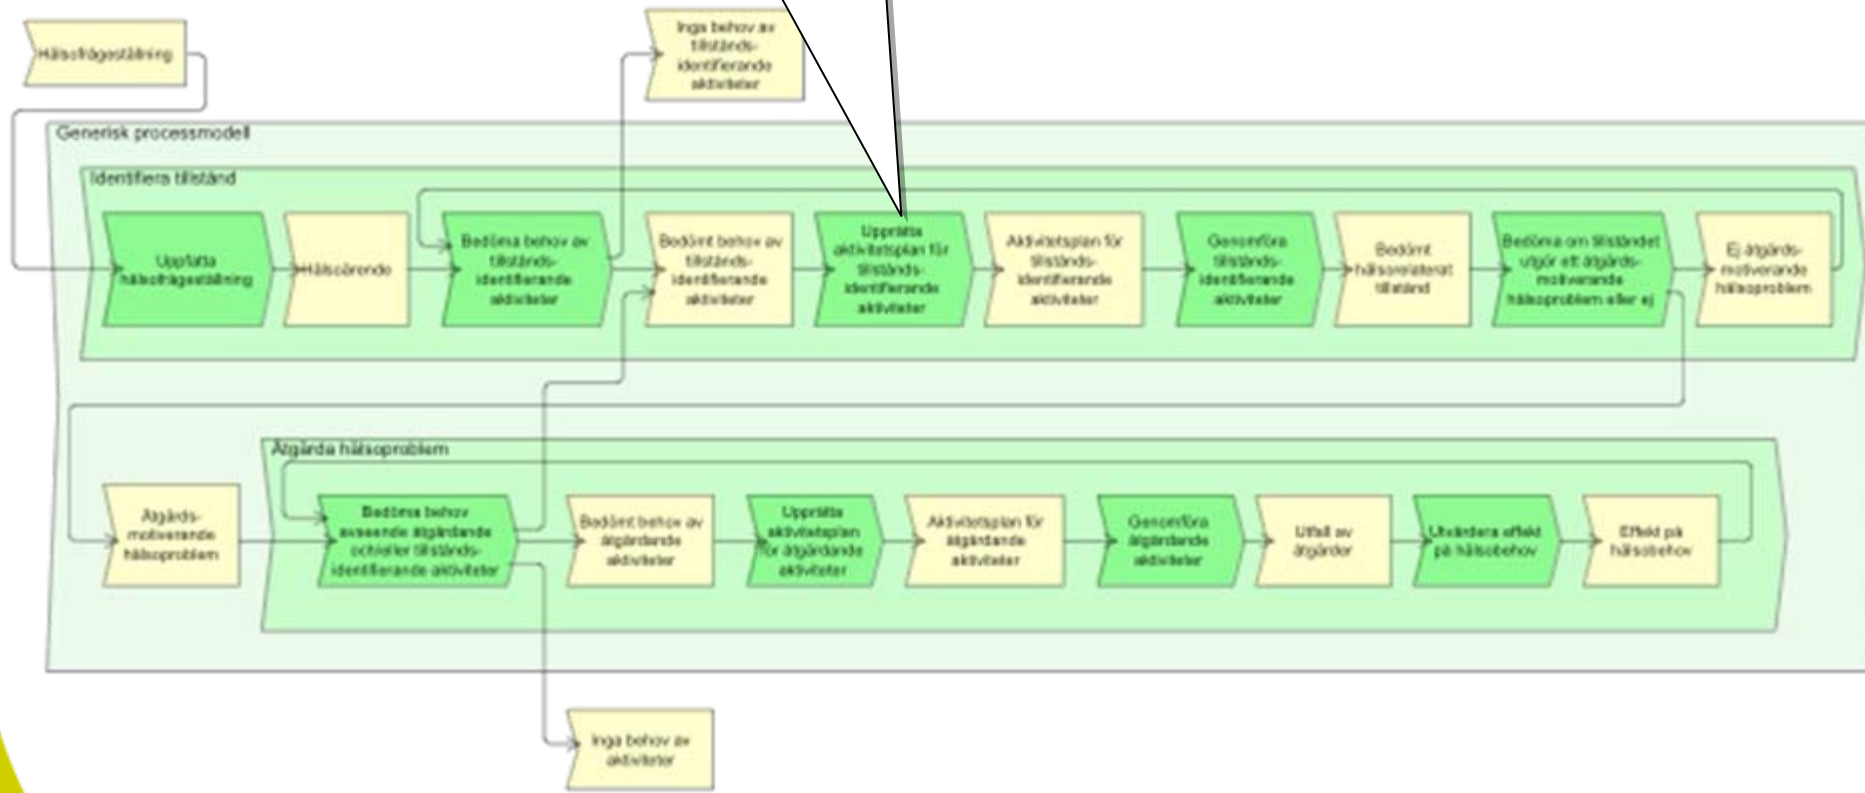 Hälsofrågeställning
Inga behov av
tillstånds-
identifierande
aktiviteter
Generisk processmodell
Identifiera tillstånd
Uppfatta
hälsofrågeställning
Hälsoärende
Bedöma behov av
tillstånds-
identifierande
aktiviteter
Bedömt behov av
tillstånds-
identifierande
aktiviteter
Upprätta
aktivitetsplan för
tillstånds-
identifierande
aktiviteter
Aktivitetsplan för
tillstånds-
identifierande
aktiviteter
Genomföra
tillstånds-
identifierande
aktiviteter
Bedömt
hälsorelaterat
tillstånd
Bedöma om tillståndet
utgör ett åtgärds-
motiverande
hälsoproblem eller ej
Ej åtgärds-
motiverande
hälsoproblem
Åtgärda hälsoproblem
Åtgärds-
motiverande
hälsoproblem
Bedöma behov
avseende åtgärdande
och/eller tillstånds-
identifierande aktiviteter
Bedömt behov av
åtgärdande
aktiviteter
Upprätta
aktivitetsplan
för åtgärdande
aktiviteter
Aktivitetsplan för
åtgärdande
aktiviteter
Genomföra
åtgärdande
aktiviteter
Utfall av
åtgärder
Utvärdera effekt
på hälsobehov
Effekt på
hälsobehov
Inga behov av
aktiviteter